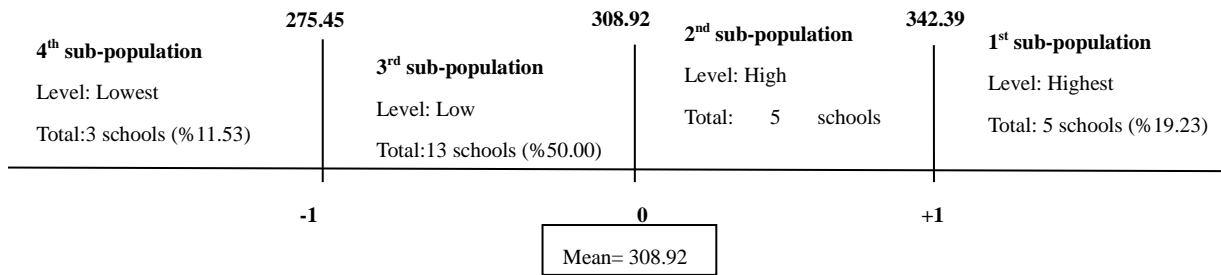 275.45
308.92
342.39
4th sub-population
Level: Lowest
Total:3 schools (%11.53)
3rd sub-population
Level: Low
Total:13 schools (%50.00)
2nd sub-population
Level: High
Total: 5 schools
1st sub-population
Level: Highest
Total: 5 schools (%19.23)
-1
0
+1
Mean= 308.92